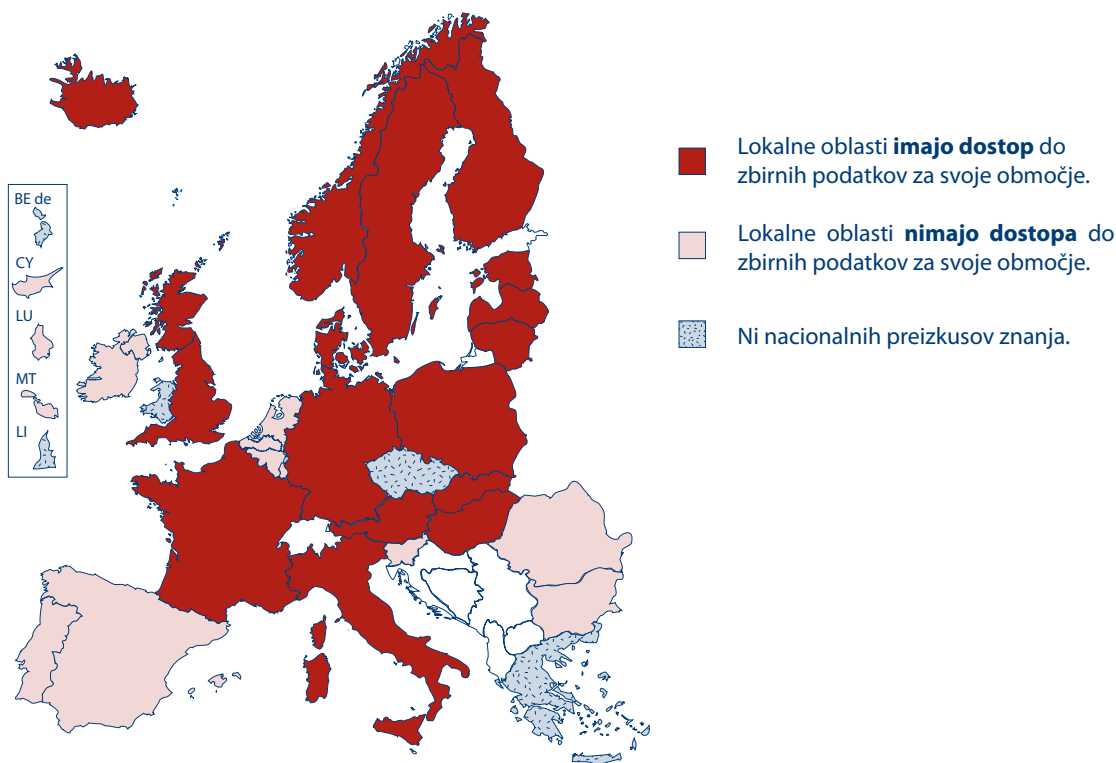 BE de
CY
LU
MT
LI
Lokalne oblasti imajo dostop do
zbirnih podatkov za svoje območje.
Lokalne oblasti nimajo dostopa do
zbirnih podatkov za svoje območje.
Ni nacionalnih preizkusov znanja.